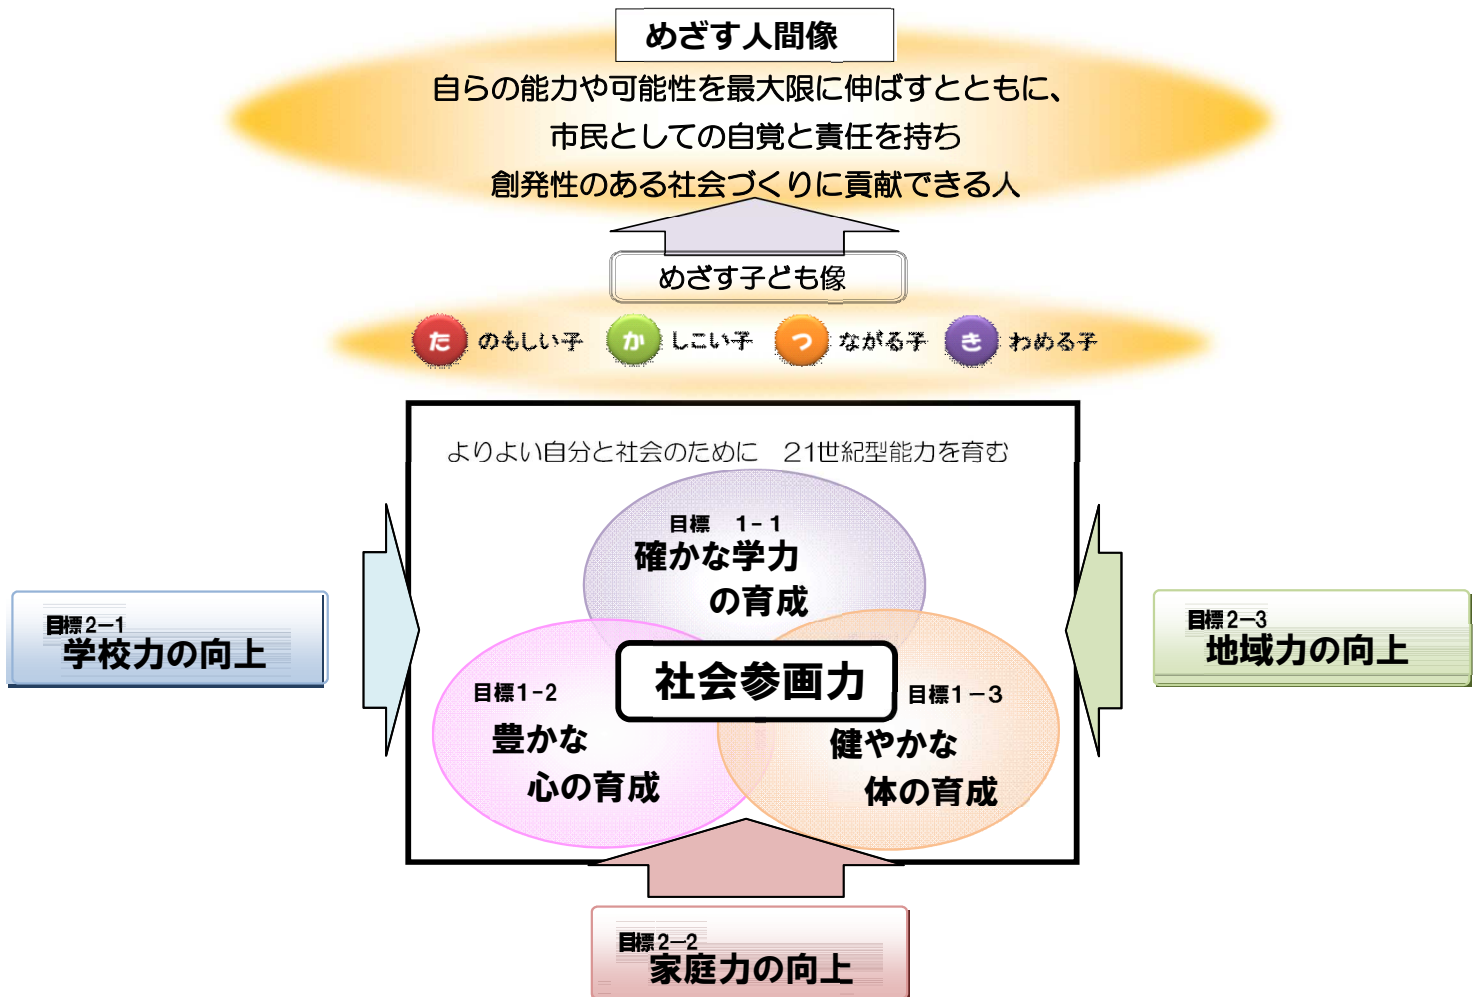 めざす人間像
自らの能力や可能性を最大限に伸ばすとともに、
市民としての自覚と責任を持ち
創発性のある社会づくりに貢献できる人
めざす子ども像
た のもしい子 か しこい子 つ ながる子 き わめる子
よりよい自分と社会のために 21世紀型能力を育む
目標 1-1
確かな学力
の育成
社会参画力
目標1-2
豊かな
心の育成
目標1-3
健やかな
体の育成
目標2-1
学校力の向上
目標2-3
地域力の向上
目標2-2
家庭力の向上